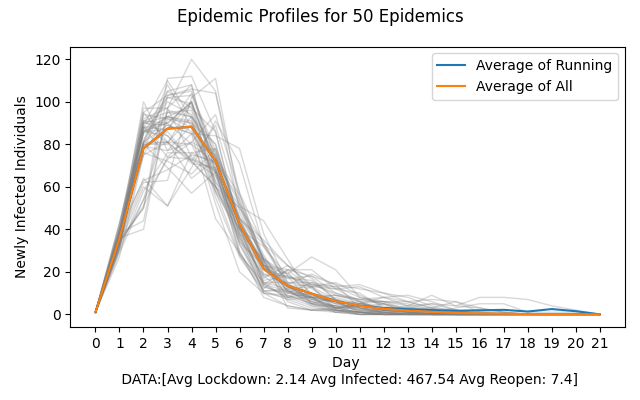 Epidemic Profiles for 50 Epidemics
Average of Running
Average of All
Newly Infected Individuals
120
100
80
60
40
20
0
0 1 2 3 4 5 6 7 8 9 10 11 12 13 14 15 16 17 18 19 20 21
Day
DATA:[Avg Lockdown: 2.14 Avg Infected: 467.54 Avg Reopen: 7.4]